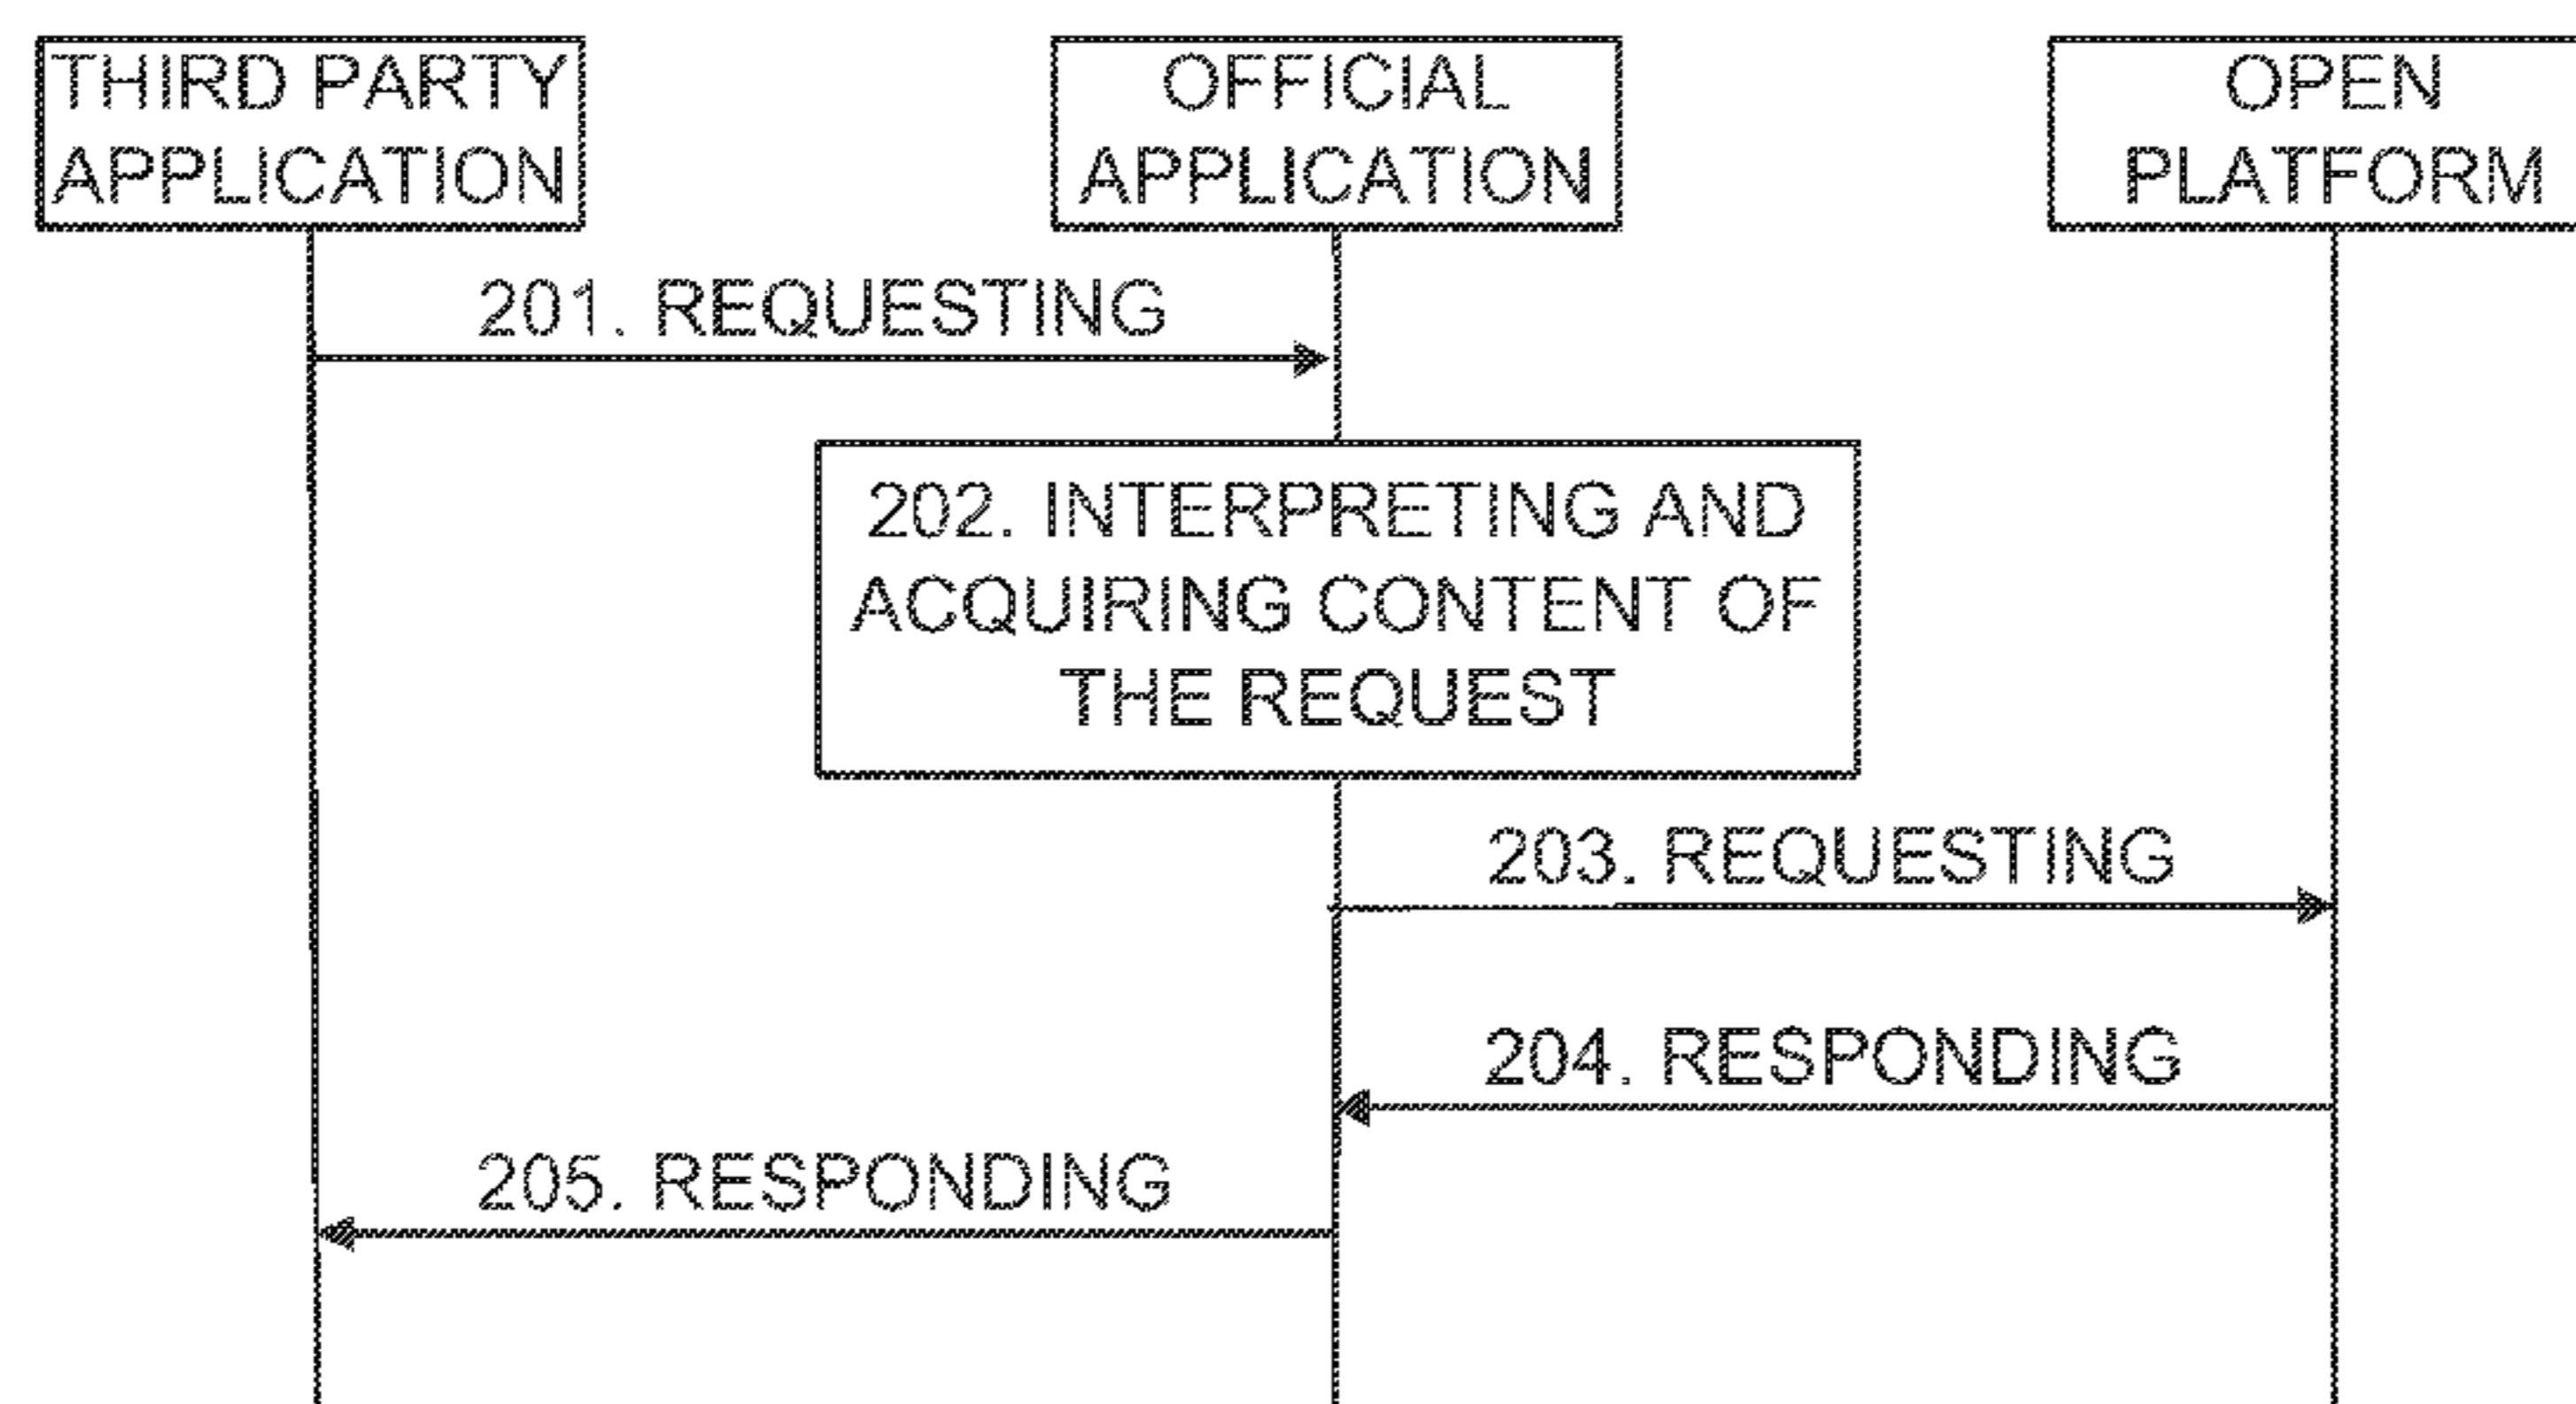 THIRD PARTY
APPLICATION
OFFICIAL
APPLICATION
OPEN
PLATFORM
201. REQUESTING
202. INTERPRETING AND
ACQUIRING CONTENT OF
THE REQUEST
203. REQUESTING
204. RESPONDING
205. RESPONDING